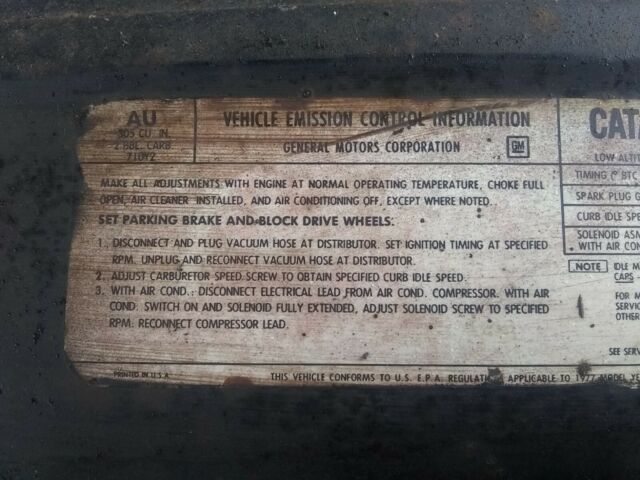 AU
305 CU. IN.
2 BBL. CARB
710Y2
VEHICLE EMISSION CONTROL INFORMATION
GENERAL MOTORS CORPORATION
GM
MAKE ALL ADJUSTMENTS WITH ENGINE AT NORMAL OPERATING TEMPERATURE, CHOKE FULL
OPEN, AIR CLEANER INSTALLED, AND AIR CONDITIONING OFF, EXCEPT WHERE NOTED.
SET PARKING BRAKE AND BLOCK DRIVE WHEELS.
1. DISCONNECT AND PLUG VACUUM HOSE AT DISTRIBUTOR. SET IGNITION TIMING AT SPECIFIED
RPM. UNPLUG AND RECONNECT VACUUM HOSE AT DISTRIBUTOR.
2. ADJUST CARBURETOR SPEED SCREW TO OBTAIN SPECIFIED CURB IDLE SPEED.
3. WITH AIR COND.: DISCONNECT ELECTRICAL LEAD FROM AIR COND. COMPRESSOR. WITH AIR
COND. SWITCH ON AND SOLENOID FULLY EXTENDED, ADJUST SOLENOID SCREW TO SPECIFIED
RPM. RECONNECT COMPRESSOR LEAD.
PRINTED IN U.S.A.
THIS VEHICLE CONFORMS TO U.S. E.P.A. REGULATIONS APPLICABLE TO 1977 MODEL YE
CAT
LOW ALTIT
TIMING (° BTC
SPARK PLUG G
CURB IDLE SPE
SOLENOID ASM
WITH AIR CON
NOTE IDLE M
CAPS -
FOR M
SERVIC
OTHER
SEE SERV